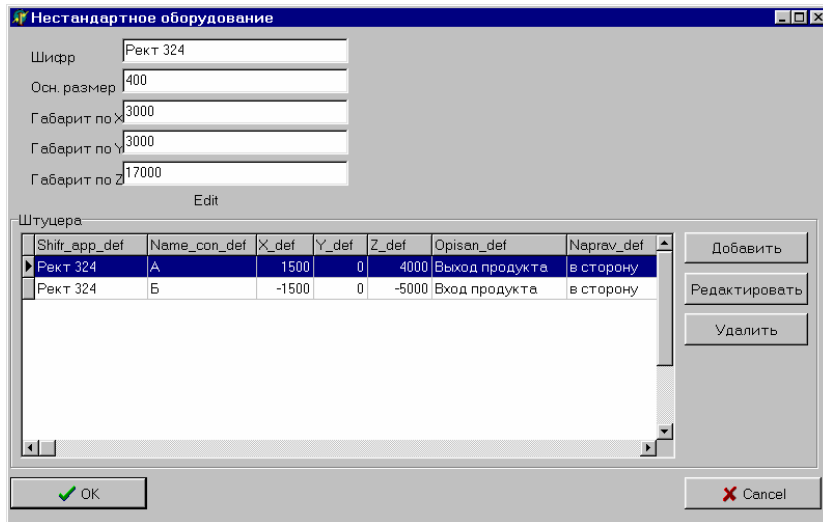 Нестандартное оборудование
Шифр Рект 324
Осн. размер 400
Габарит по X 3000
Габарит по Y 3000
Габарит по Z 17000
Edit
Штуцера
Shifr_app_def Name_con_def X_def Y_def Z_def Opisan_def Naprav_def
Рект 324 А 1500 0 4000 Выход продукта в сторону
Рект 324 Б -1500 0 -5000 Вход продукта в сторону
Добавить
Редактировать
Удалить
OK Cancel